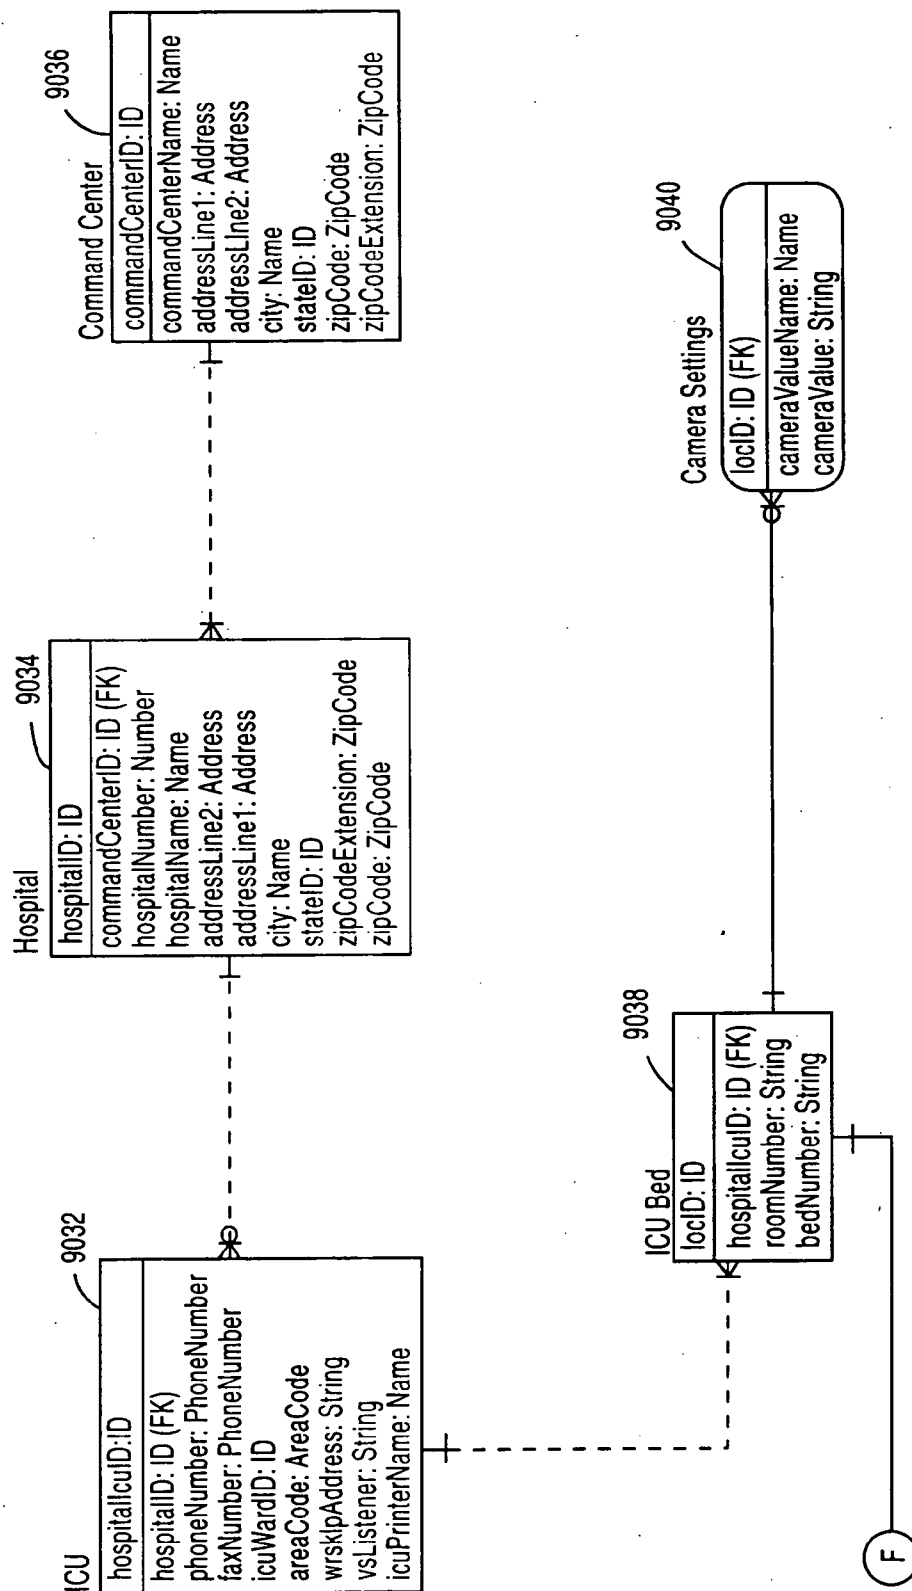 ICU
9032
hospitalIcuID:ID
hospitalID: ID (FK)
phoneNumber: PhoneNumber
faxNumber: PhoneNumber
icuWardID: ID
areaCode: AreaCode
wrskIpAddress: String
vsListener: String
icuPrinterName: Name
Hospital
9034
hospitalID: ID
commandCenterID: ID (FK)
hospitalNumber: Number
hospitalName: Name
addressLine2: Address
addressLine1: Address
city: Name
stateID: ID
zipCodeExtension: ZipCode
zipCode: ZipCode
Command Center
9036
commandCenterID: ID
commandCenterName: Name
addressLine1: Address
addressLine2: Address
city: Name
stateID: ID
zipCode: ZipCode
zipCodeExtension: ZipCode
ICU Bed
9038
locID: ID
hospitalIcuID: ID (FK)
roomNumber: String
bedNumber: String
Camera Settings
9040
locID: ID (FK)
cameraValueName: Name
cameraValue: String
F